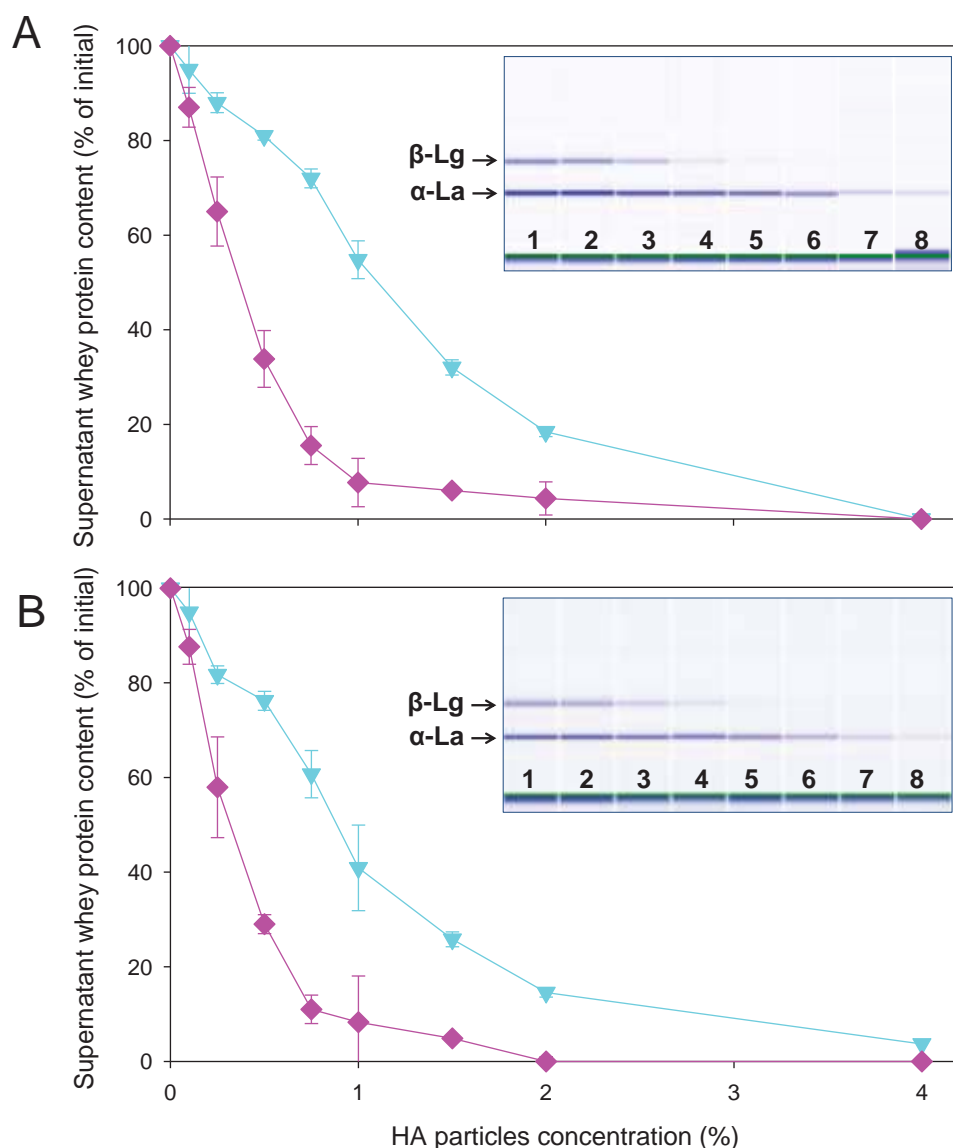 A
Supernatant whey protein content (% of initial)
100
80
60
40
20
0
β-Lg
α-La
1 2 3 4 5 6 7 8
B
Supernatant whey protein content (% of initial)
100
80
60
40
20
0
β-Lg
α-La
1 2 3 4 5 6 7 8
0 1 2 3 4
HA particles concentration (%)